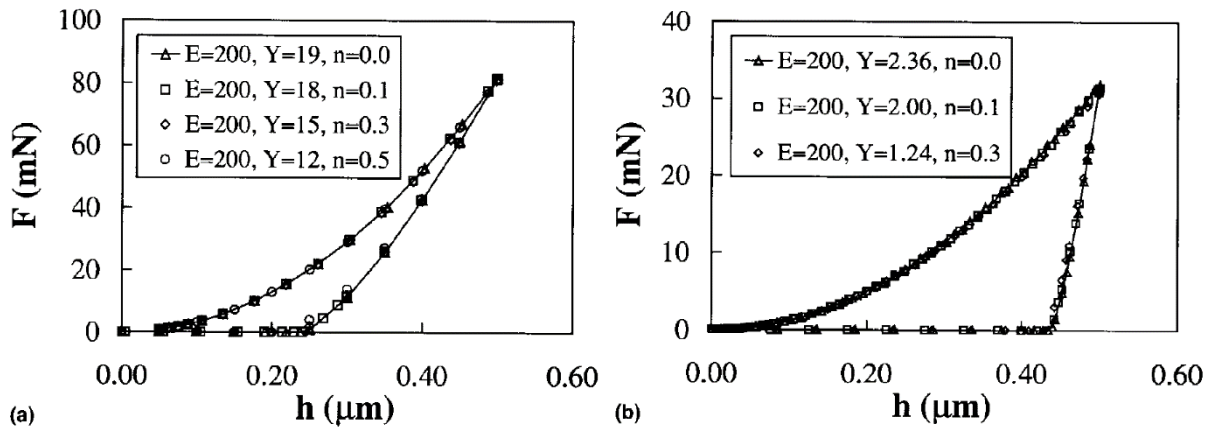 100
80
60
40
20
0
F (mN)
E=200, Y=19, n=0.0
E=200, Y=18, n=0.1
E=200, Y=15, n=0.3
E=200, Y=12, n=0.5
0.00 0.20 0.40 0.60
h (μm)
(a)
40
30
20
10
0
F (mN)
E=200, Y=2.36, n=0.0
E=200, Y=2.00, n=0.1
E=200, Y=1.24, n=0.3
0.00 0.20 0.40 0.60
h (μm)
(b)